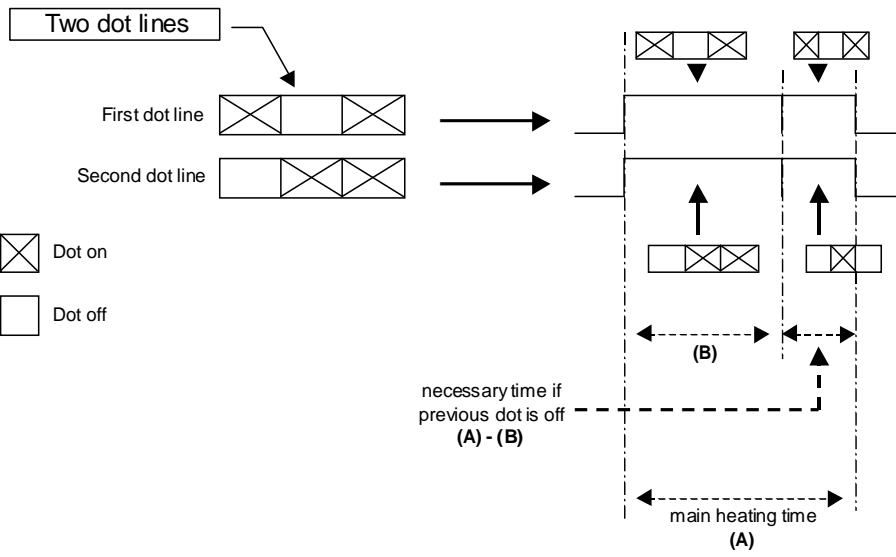 Two dot lines
First dot line
Second dot line
Dot on
Dot off
(B)
necessary time if
previous dot is off
(A) - (B)
main heating time
(A)